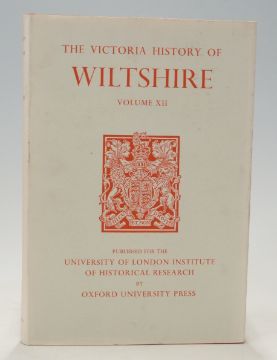 THE VICTORIA HISTORY OF
WILTSHIRE
VOLUME XII
PUBLISHED FOR THE
UNIVERSITY OF LONDON INSTITUTE
OF HISTORICAL RESEARCH
BY
OXFORD UNIVERSITY PRESS